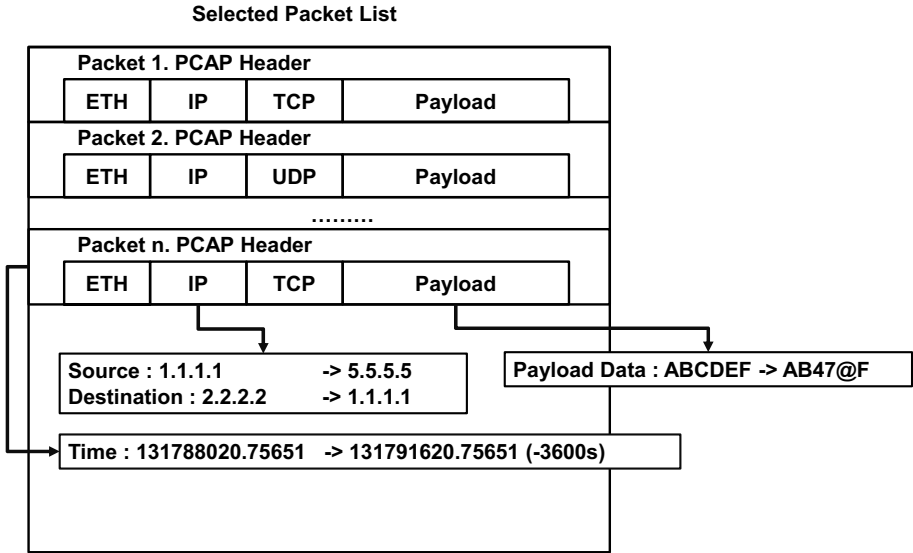 Selected Packet List
Packet 1. PCAP Header
ETH IP TCP Payload
Packet 2. PCAP Header
ETH IP UDP Payload
.........
Packet n. PCAP Header
ETH IP TCP Payload
Source : 1.1.1.1 -> 5.5.5.5
Destination : 2.2.2.2 -> 1.1.1.1
Payload Data : ABCDEF -> AB47@F
Time : 131788020.75651 -> 131791620.75651 (-3600s)